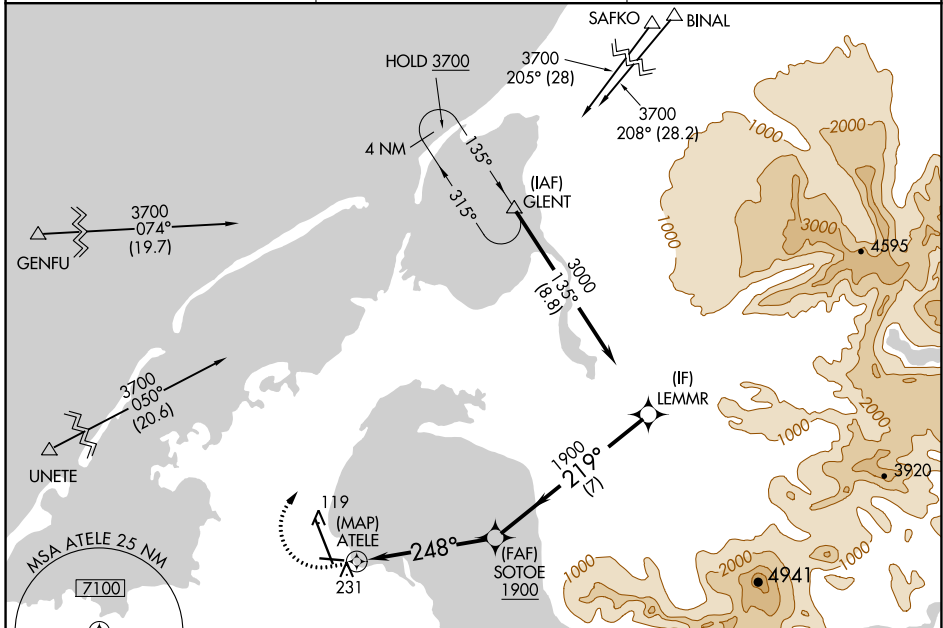 SAFKO
BINAL
3700
205° (28)
3700
208° (28.2)
HOLD 3700
4 NM
135°
315°
(IAF)
GLENT
3000
135°
(8.8)
3700
074°
(19.7)
GENFU
3700
050°
(20.6)
UNETE
1000
2000
3000
4595
1000
(IF)
LEMMR
1900
219°
(7)
2000
1000
3920
119
(MAP)
ATELE
231
248°
(FAF)
SOTOE
1900
1000
2000
1000
4941
MSA ATELE 25 NM
7100